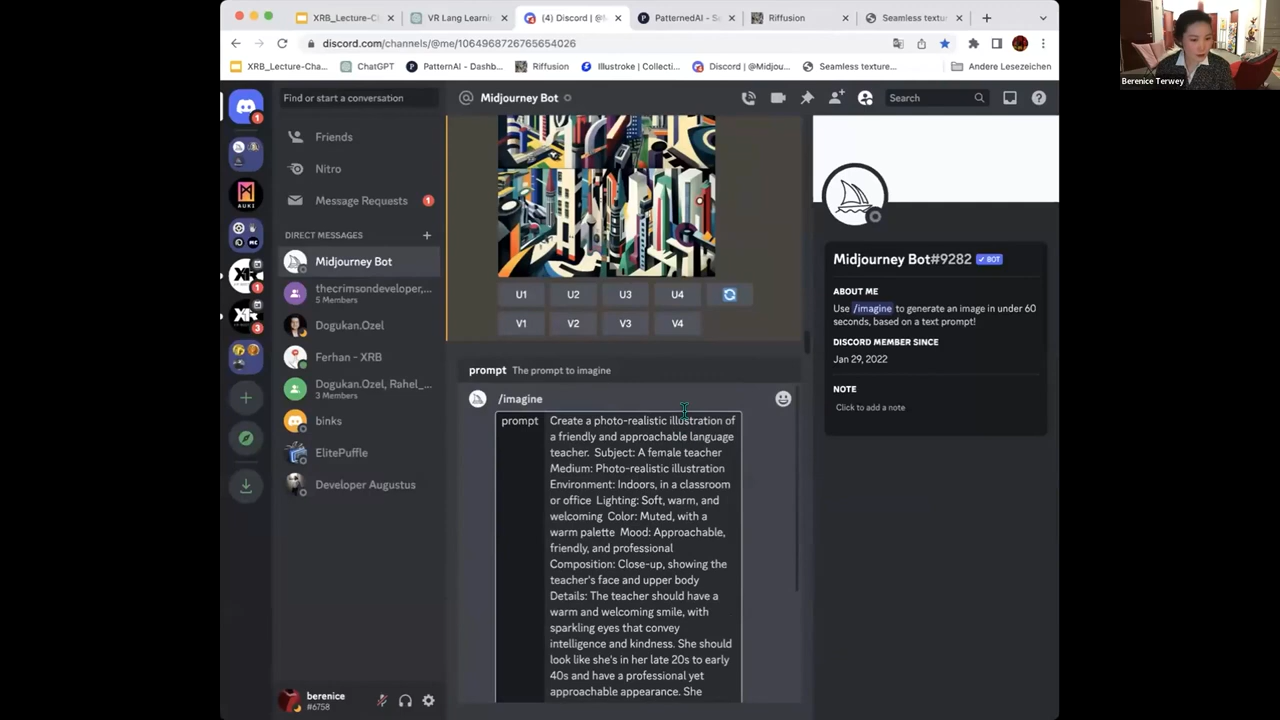 XRB_Lecture-C
VR Lang Learni
(4) Discord | @M
PatternedAI - S
Riffusion
Seamless textu
discord.com/channels/@me/1064968726765654026
XRB_Lecture-Cha...
ChatGPT
PatternAI - Dashb...
Riffusion
Illustroke | Collecti...
Discord | @Midjou...
Seamless texture...
Andere Lesezeichen
Berenice Terwey
Find or start a conversation
@ Midjourney Bot
Search
Friends
Nitro
Message Requests
1
DIRECT MESSAGES
Midjourney Bot
thecrimsondeveloper,...
5 Members
Dogukan.Ozel
Ferhan - XRB
Dogukan.Ozel, Rahel_...
3 Members
binks
ElitePuffle
Developer Augustus
berenice
#6758
1
AUKI
1
3
U1 U2 U3 U4
V1 V2 V3 V4
prompt The prompt to imagine
/imagine
prompt Create a photo-realistic illustration of
a friendly and approachable language
teacher. Subject: A female teacher
Medium: Photo-realistic illustration
Environment: Indoors, in a classroom
or office Lighting: Soft, warm, and
welcoming Color: Muted, with a
warm palette Mood: Approachable,
friendly, and professional
Composition: Close-up, showing the
teacher's face and upper body
Details: The teacher should have a
warm and welcoming smile, with
sparkling eyes that convey
intelligence and kindness. She should
look like she's in her late 20s to early
40s and have a professional yet
approachable appearance. She
Midjourney Bot#9282 ✓ BOT
ABOUT ME
Use /imagine to generate an image in under 60
seconds, based on a text prompt!
DISCORD MEMBER SINCE
Jan 29, 2022
NOTE
Click to add a note